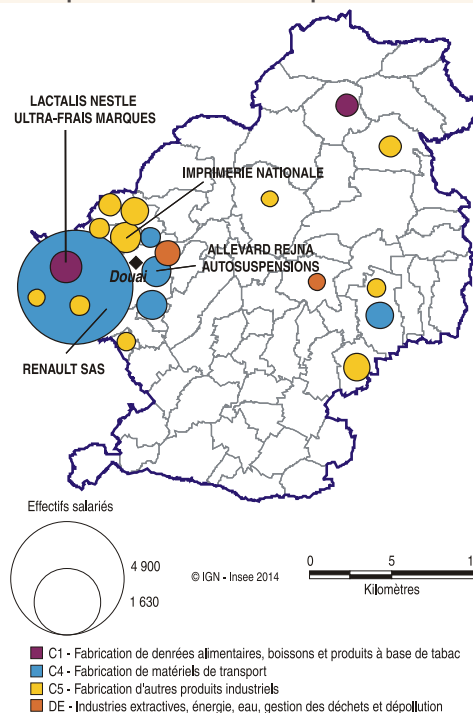 LACTALIS NESTLE
ULTRA-FRAIS MARQUES
IMPRIMERIE NATIONALE
ALLEVARD REJNA
AUTOSUSPENSIONS
Douai
RENAULT SAS
Effectifs salariés
4 900
1 630
© IGN - Insee 2014
0 5
Kilomètres
C1 - Fabrication de denrées alimentaires, boissons et produits à base de tabac
C4 - Fabrication de matériels de transport
C5 - Fabrication d'autres produits industriels
DE - Industries extractives, énergie, eau, gestion des déchets et dépollution